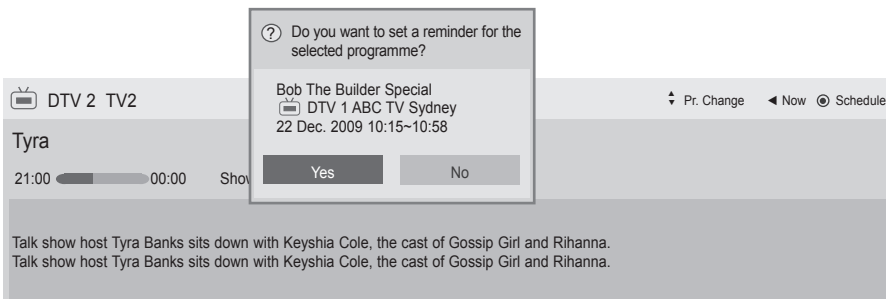 Do you want to set a reminder for the
selected programme?
Bob The Builder Special
DTV 1 ABC TV Sydney
22 Dec. 2009 10:15~10:58
Yes No
DTV 2 TV2 Pr. Change Now Schedule
Tyra
21:00 00:00
Talk show host Tyra Banks sits down with Keyshia Cole, the cast of Gossip Girl and Rihanna.
Talk show host Tyra Banks sits down with Keyshia Cole, the cast of Gossip Girl and Rihanna.